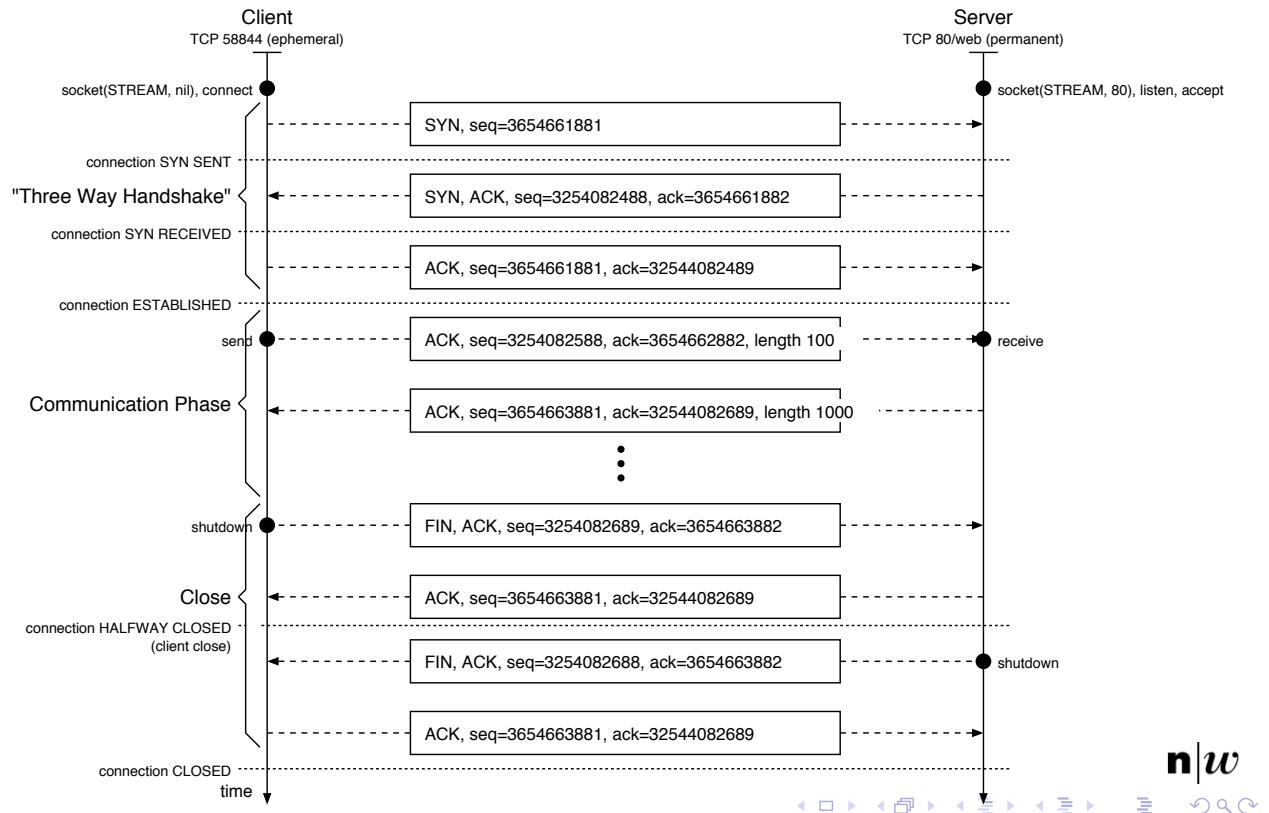 Client
TCP 58844 (ephemeral)
Server
TCP 80/web (permanent)
socket(STREAM, nil), connect
socket(STREAM, 80), listen, accept
SYN, seq=3654661881
connection SYN SENT
"Three Way Handshake"
SYN, ACK, seq=3254082488, ack=3654661882
connection SYN RECEIVED
ACK, seq=3654661881, ack=32544082489
connection ESTABLISHED
send
ACK, seq=3254082588, ack=3654662882, length 100
receive
Communication Phase
ACK, seq=3654663881, ack=32544082689, length 1000
shutdown
FIN, ACK, seq=3254082689, ack=3654663882
Close
ACK, seq=3654663881, ack=32544082689
connection HALFWAY CLOSED
(client close)
FIN, ACK, seq=3254082688, ack=3654663882
shutdown
ACK, seq=3654663881, ack=32544082689
connection CLOSED
time
n|w